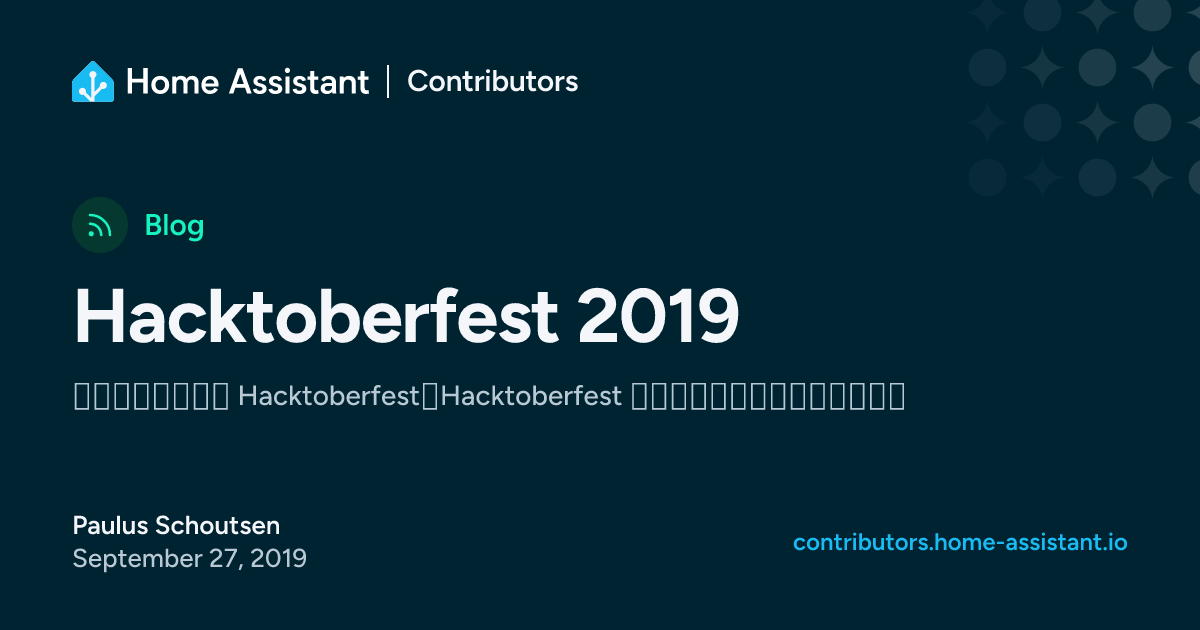 Home Assistant | Contributors
Blog
Hacktoberfest 2019
Hacktoberfest Hacktoberfest
Paulus Schoutsen
September 27, 2019
contributors.home-assistant.io